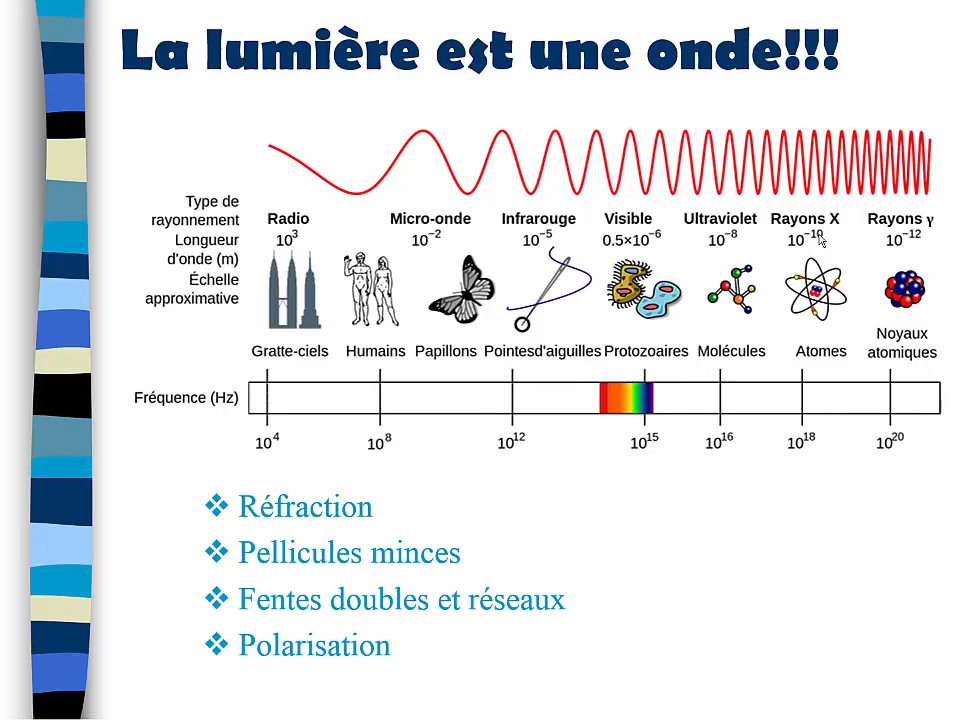 La lumière est une onde!!!
Type de
rayonnement
Radio Micro-onde Infrarouge Visible Ultraviolet Rayons X Rayons γ
Longueur
d'onde (m)
10³ 10⁻² 10⁻⁵ 0.5×10⁻⁶ 10⁻⁸ 10⁻¹⁰ 10⁻¹²
Échelle
approximative
Gratte-ciels Humains Papillons Pointesd'aiguilles Protozoaires Molécules Atomes Noyaux
atomiques
Fréquence (Hz)
10⁴ 10⁸ 10¹² 10¹⁵ 10¹⁶ 10¹⁸ 10²⁰
❖ Réfraction
❖ Pellicules minces
❖ Fentes doubles et réseaux
❖ Polarisation